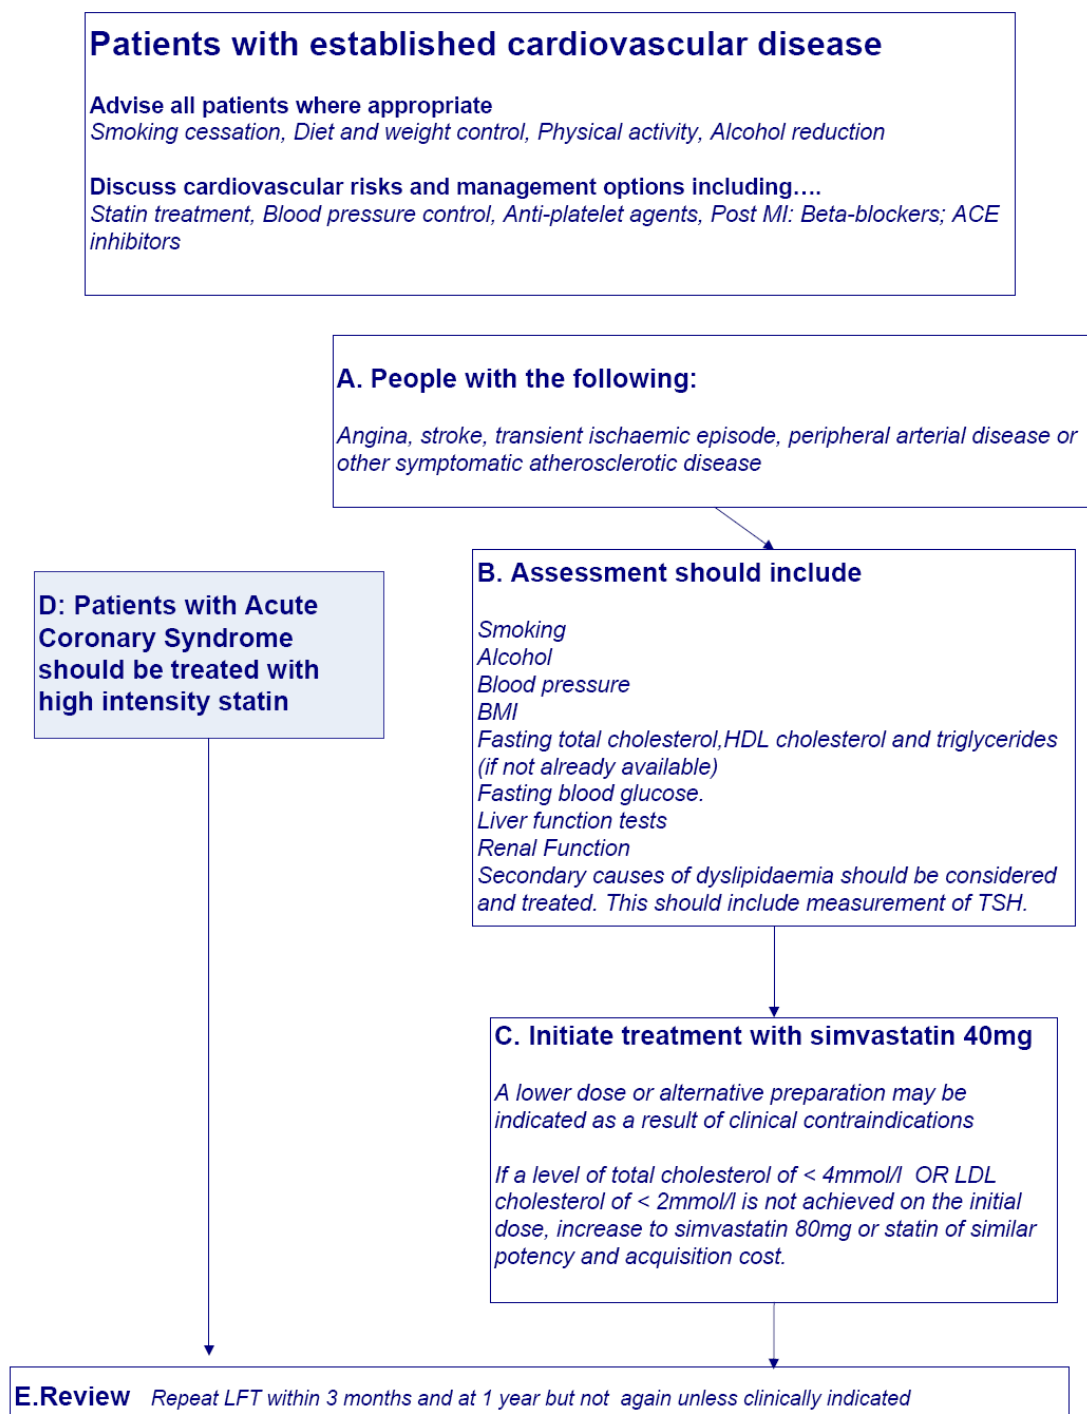 Patients with established cardiovascular disease
Advise all patients where appropriate
Smoking cessation, Diet and weight control, Physical activity, Alcohol reduction
Discuss cardiovascular risks and management options including….
Statin treatment, Blood pressure control, Anti-platelet agents, Post MI: Beta-blockers; ACE
inhibitors
A. People with the following:
Angina, stroke, transient ischaemic episode, peripheral arterial disease or
other symptomatic atherosclerotic disease
B. Assessment should include
Smoking
Alcohol
Blood pressure
BMI
Fasting total cholesterol,HDL cholesterol and triglycerides
(if not already available)
Fasting blood glucose.
Liver function tests
Renal Function
Secondary causes of dyslipidaemia should be considered
and treated. This should include measurement of TSH.
D: Patients with Acute
Coronary Syndrome
should be treated with
high intensity statin
C. Initiate treatment with simvastatin 40mg
A lower dose or alternative preparation may be
indicated as a result of clinical contraindications
If a level of total cholesterol of < 4mmol/l  OR LDL
cholesterol of < 2mmol/l is not achieved on the initial
dose, increase to simvastatin 80mg or statin of similar
potency and acquisition cost.
E.Review Repeat LFT within 3 months and at 1 year but not  again unless clinically indicated